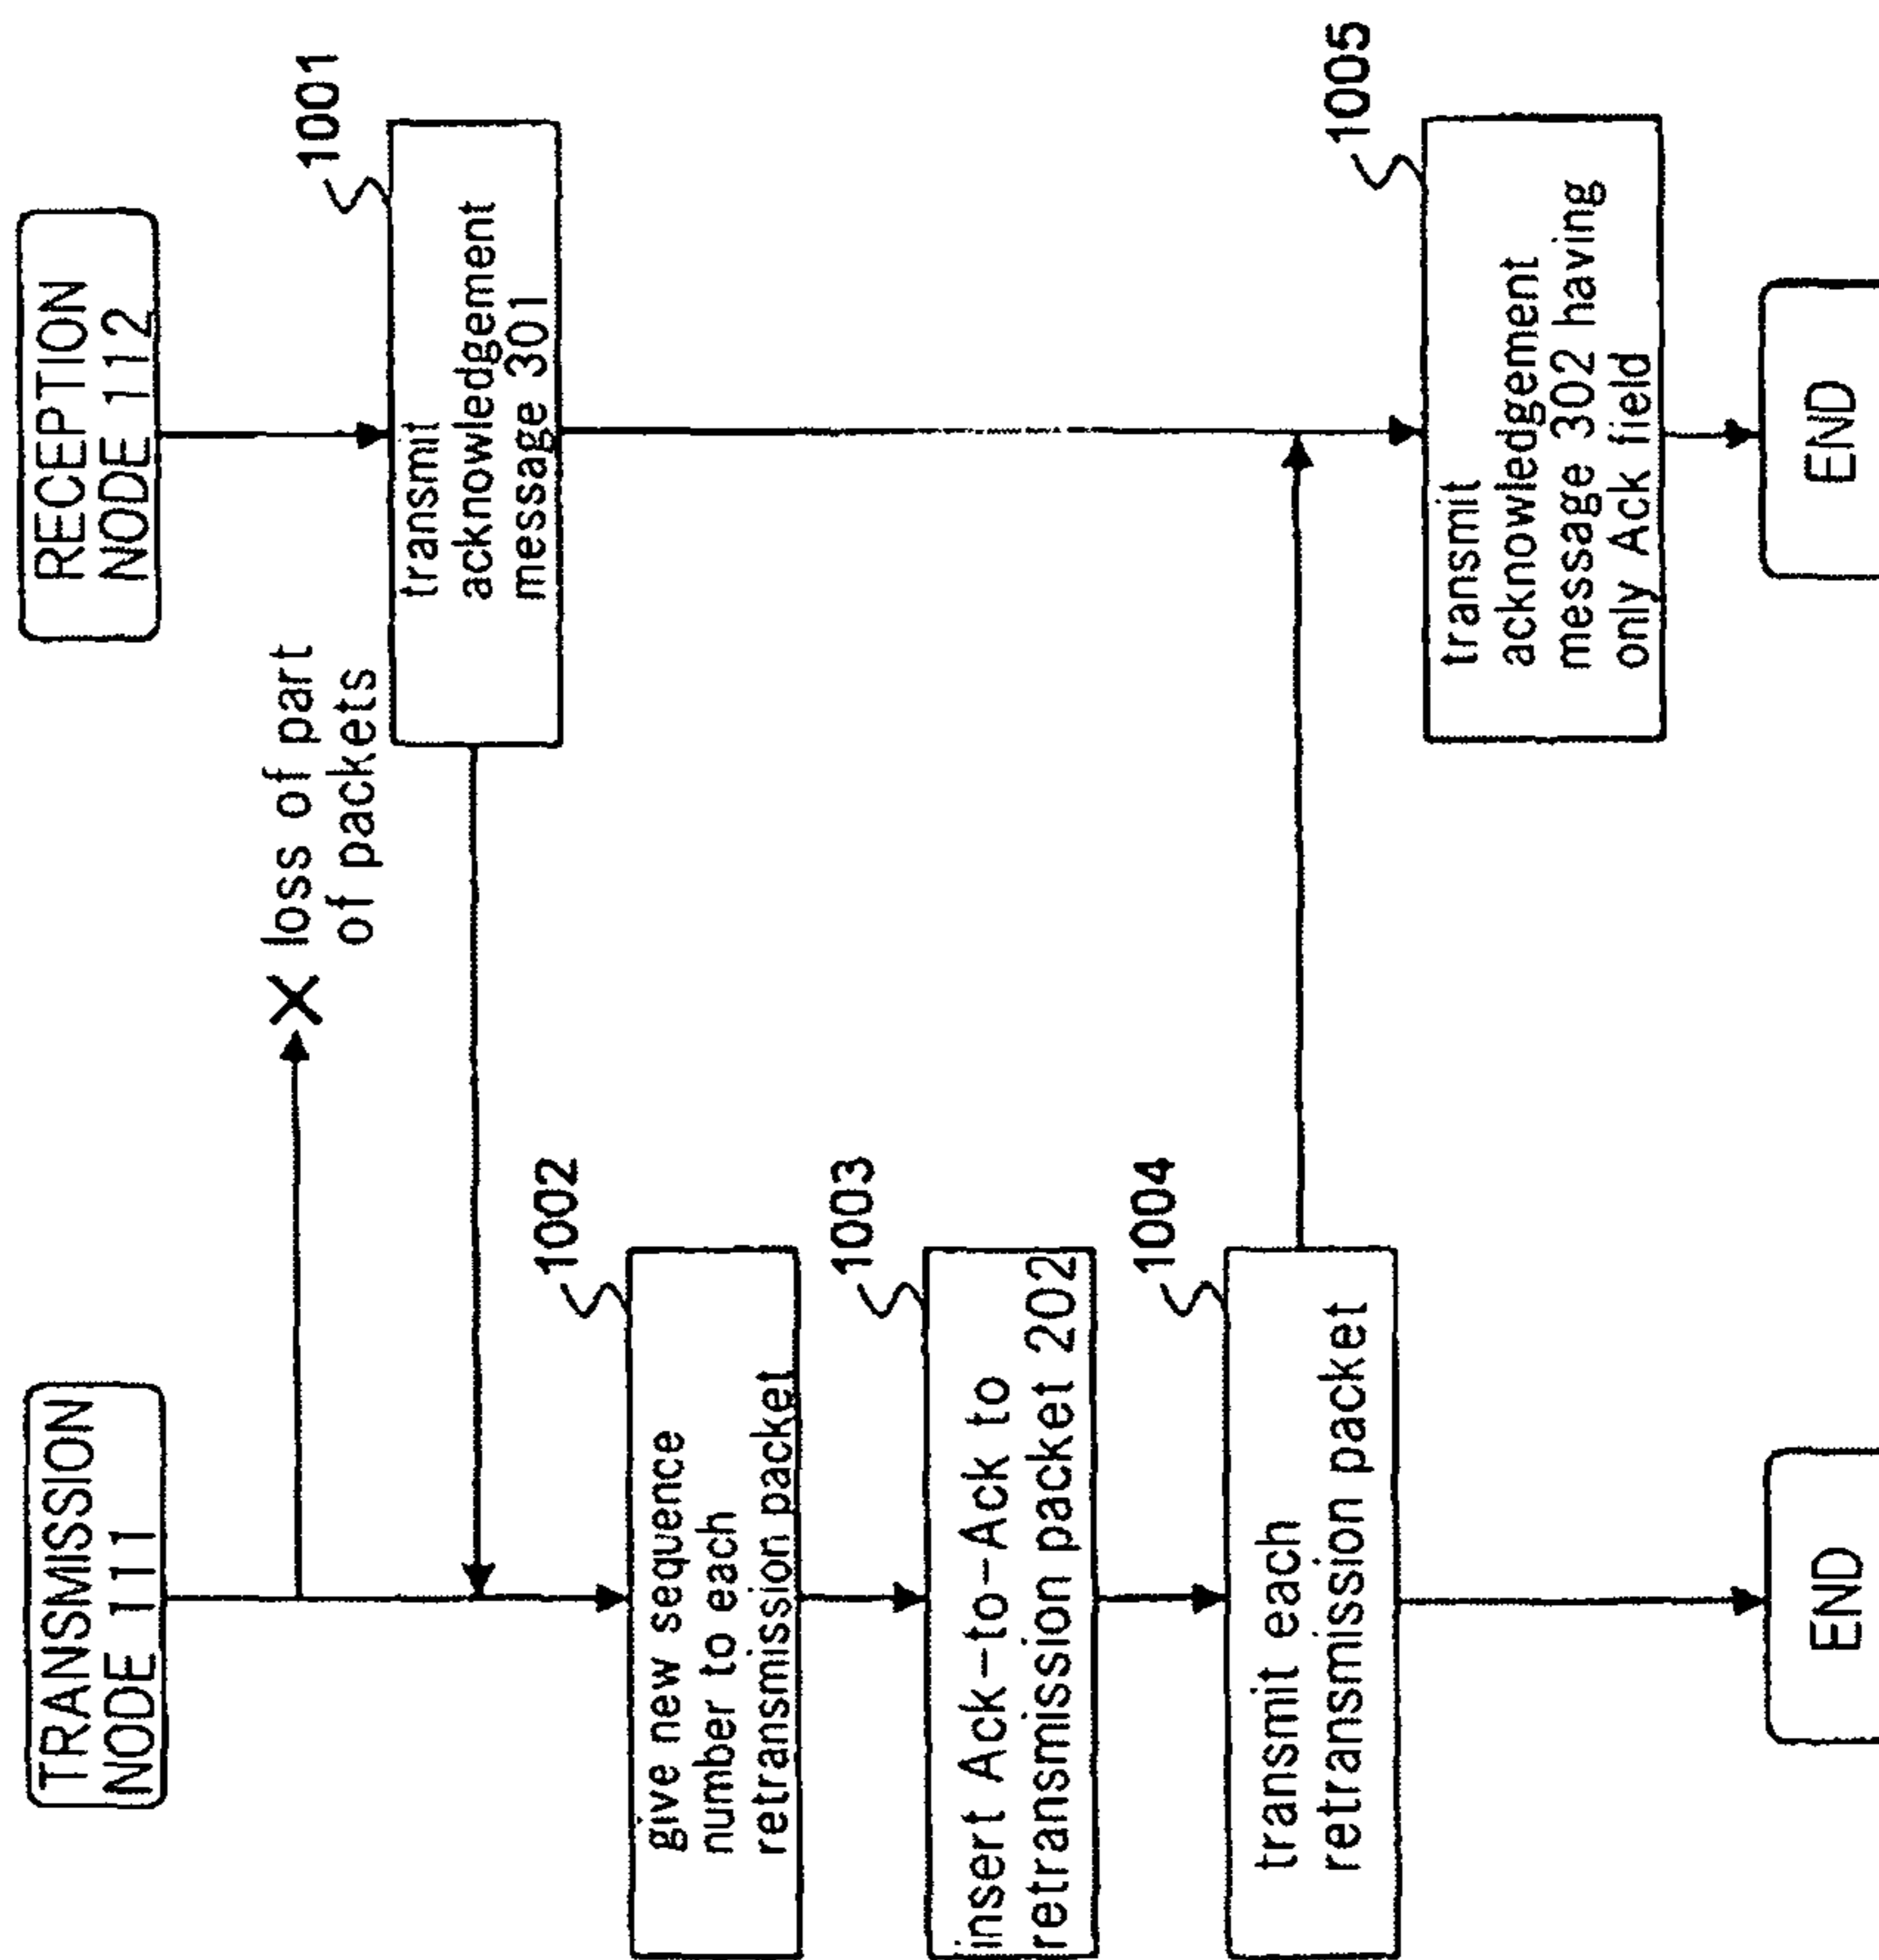 TRANSMISSION
NODE 111
RECEPTION
NODE 112
X loss of part
of packets
1001
transmit
acknowledgement
message 301
1002
give new sequence
number to each
retransmission packet
1003
insert Ack-to-Ack to
retransmission packet 202
1004
transmit each
retransmission packet
1005
transmit
acknowledgement
message 302 having
only Ack field
END
END